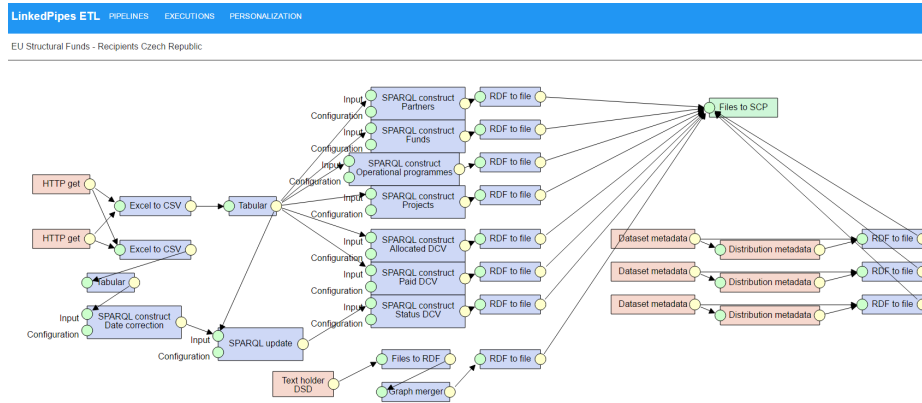 LinkedPipes ETL PIPELINES EXECUTIONS PERSONALIZATION
EU Structural Funds - Recipients Czech Republic
Input
Configuration
SPARQL construct
Partners
RDF to file
Files to SCP
Input
Configuration
SPARQL construct
Funds
RDF to file
Input
Configuration
SPARQL construct
Operational programmes
RDF to file
HTTP get
Excel to CSV
Tabular
SPARQL construct
Projects
RDF to file
HTTP get
Excel to CSV
Input
Configuration
SPARQL construct
Allocated DCV
RDF to file
Dataset metadata
Distribution metadata
RDF to file
Tabular
Input
Configuration
SPARQL construct
Paid DCV
RDF to file
Dataset metadata
Distribution metadata
RDF to file
Input
Configuration
SPARQL construct
Date correction
Input
Configuration
SPARQL construct
Status DCV
RDF to file
Dataset metadata
Distribution metadata
RDF to file
Input
Configuration
SPARQL update
Text holder
DSD
Files to RDF
RDF to file
Graph merger